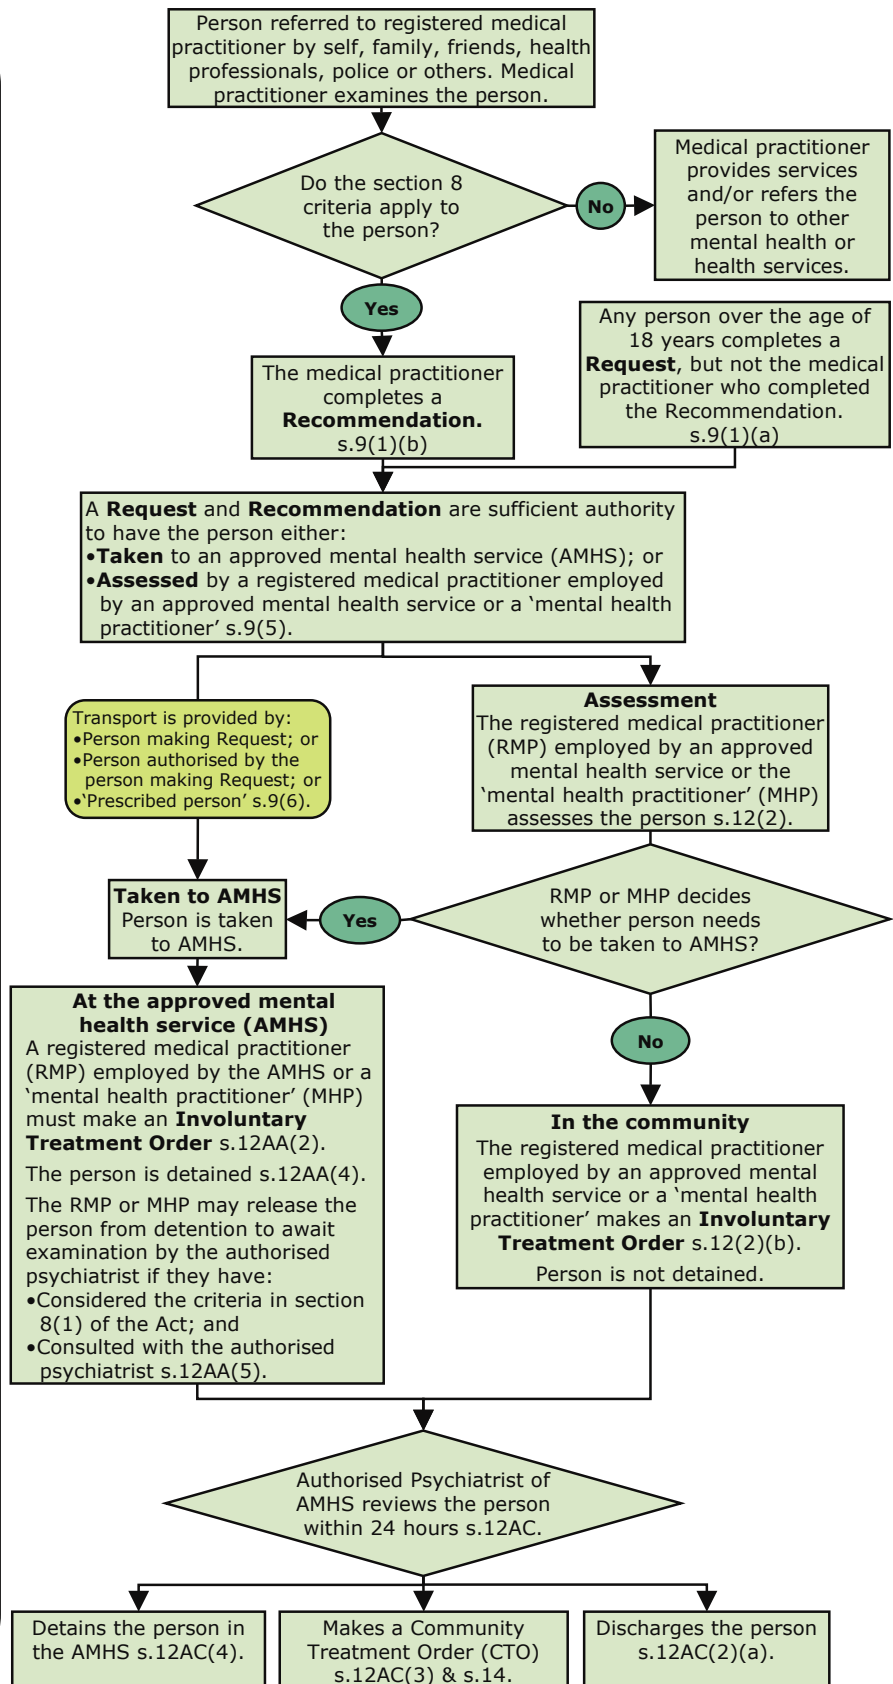 Person referred to registered medical
practitioner by self, family, friends, health
professionals, police or others. Medical
practitioner examines the person.
Do the section 8
criteria apply to
the person?
No
Medical practitioner
provides services
and/or refers the
person to other
mental health or
health services.
Yes
The medical practitioner
completes a
Recommendation.
s.9(1)(b)
Any person over the age of
18 years completes a
Request, but not the medical
practitioner who completed
the Recommendation.
s.9(1)(a)
A Request and Recommendation are sufficient authority
to have the person either:
•Taken to an approved mental health service (AMHS); or
•Assessed by a registered medical practitioner employed
by an approved mental health service or a ‘mental health
practitioner’ s.9(5).
Transport is provided by:
•Person making Request; or
•Person authorised by the
person making Request; or
•‘Prescribed person’ s.9(6).
Assessment
The registered medical practitioner
(RMP) employed by an approved
mental health service or the
‘mental health practitioner’ (MHP)
assesses the person s.12(2).
Taken to AMHS
Person is taken
to AMHS.
Yes
RMP or MHP decides
whether person needs
to be taken to AMHS?
No
At the approved mental
health service (AMHS)
A registered medical practitioner
(RMP) employed by the AMHS or a
‘mental health practitioner’ (MHP)
must make an Involuntary
Treatment Order s.12AA(2).
The person is detained s.12AA(4).
The RMP or MHP may release the
person from detention to await
examination by the authorised
psychiatrist if they have:
•Considered the criteria in section
8(1) of the Act; and
•Consulted with the authorised
psychiatrist s.12AA(5).
In the community
The registered medical practitioner
employed by an approved mental
health service or a ‘mental health
practitioner’ makes an Involuntary
Treatment Order s.12(2)(b).
Person is not detained.
Authorised Psychiatrist of
AMHS reviews the person
within 24 hours s.12AC.
Detains the person in
the AMHS s.12AC(4).
Makes a Community
Treatment Order (CTO)
s.12AC(3) & s.14.
Discharges the person
s.12AC(2)(a).